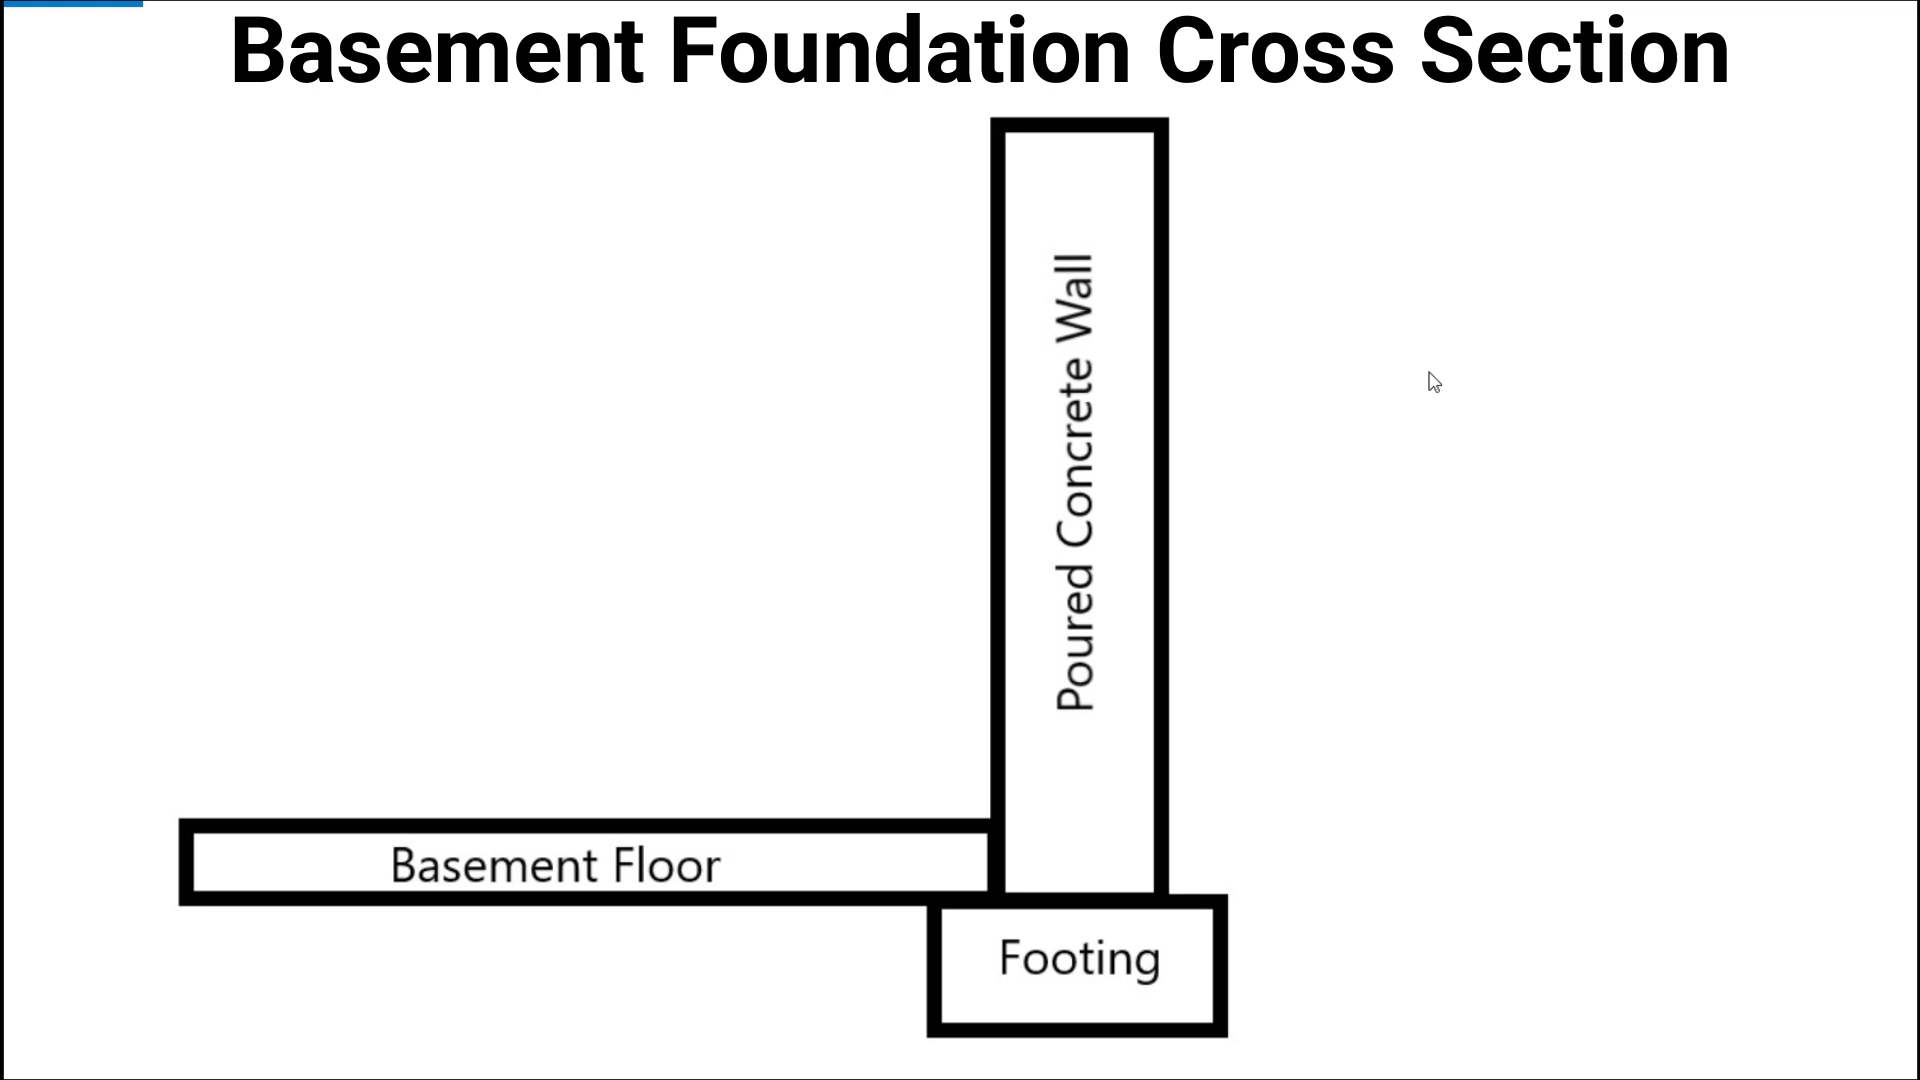 Basement Foundation Cross Section
Poured Concrete Wall
Basement Floor
Footing